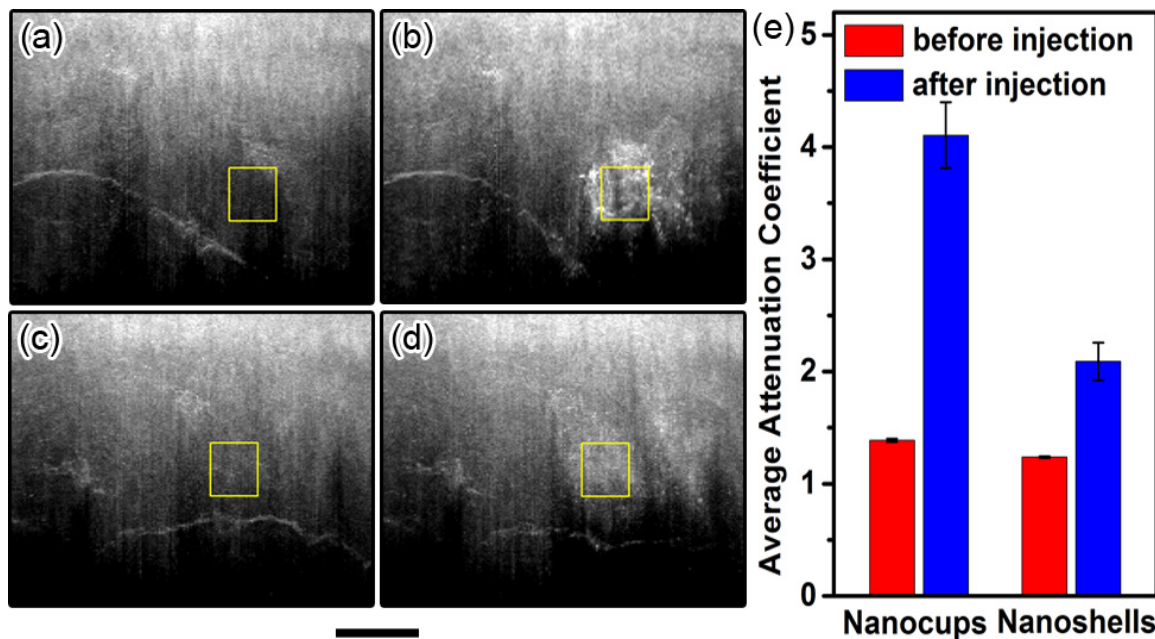 (a)
(b)
(c)
(d)
(e)
before injection
after injection
Average Attenuation Coefficient
5
4
3
2
1
0
Nanocups Nanoshells